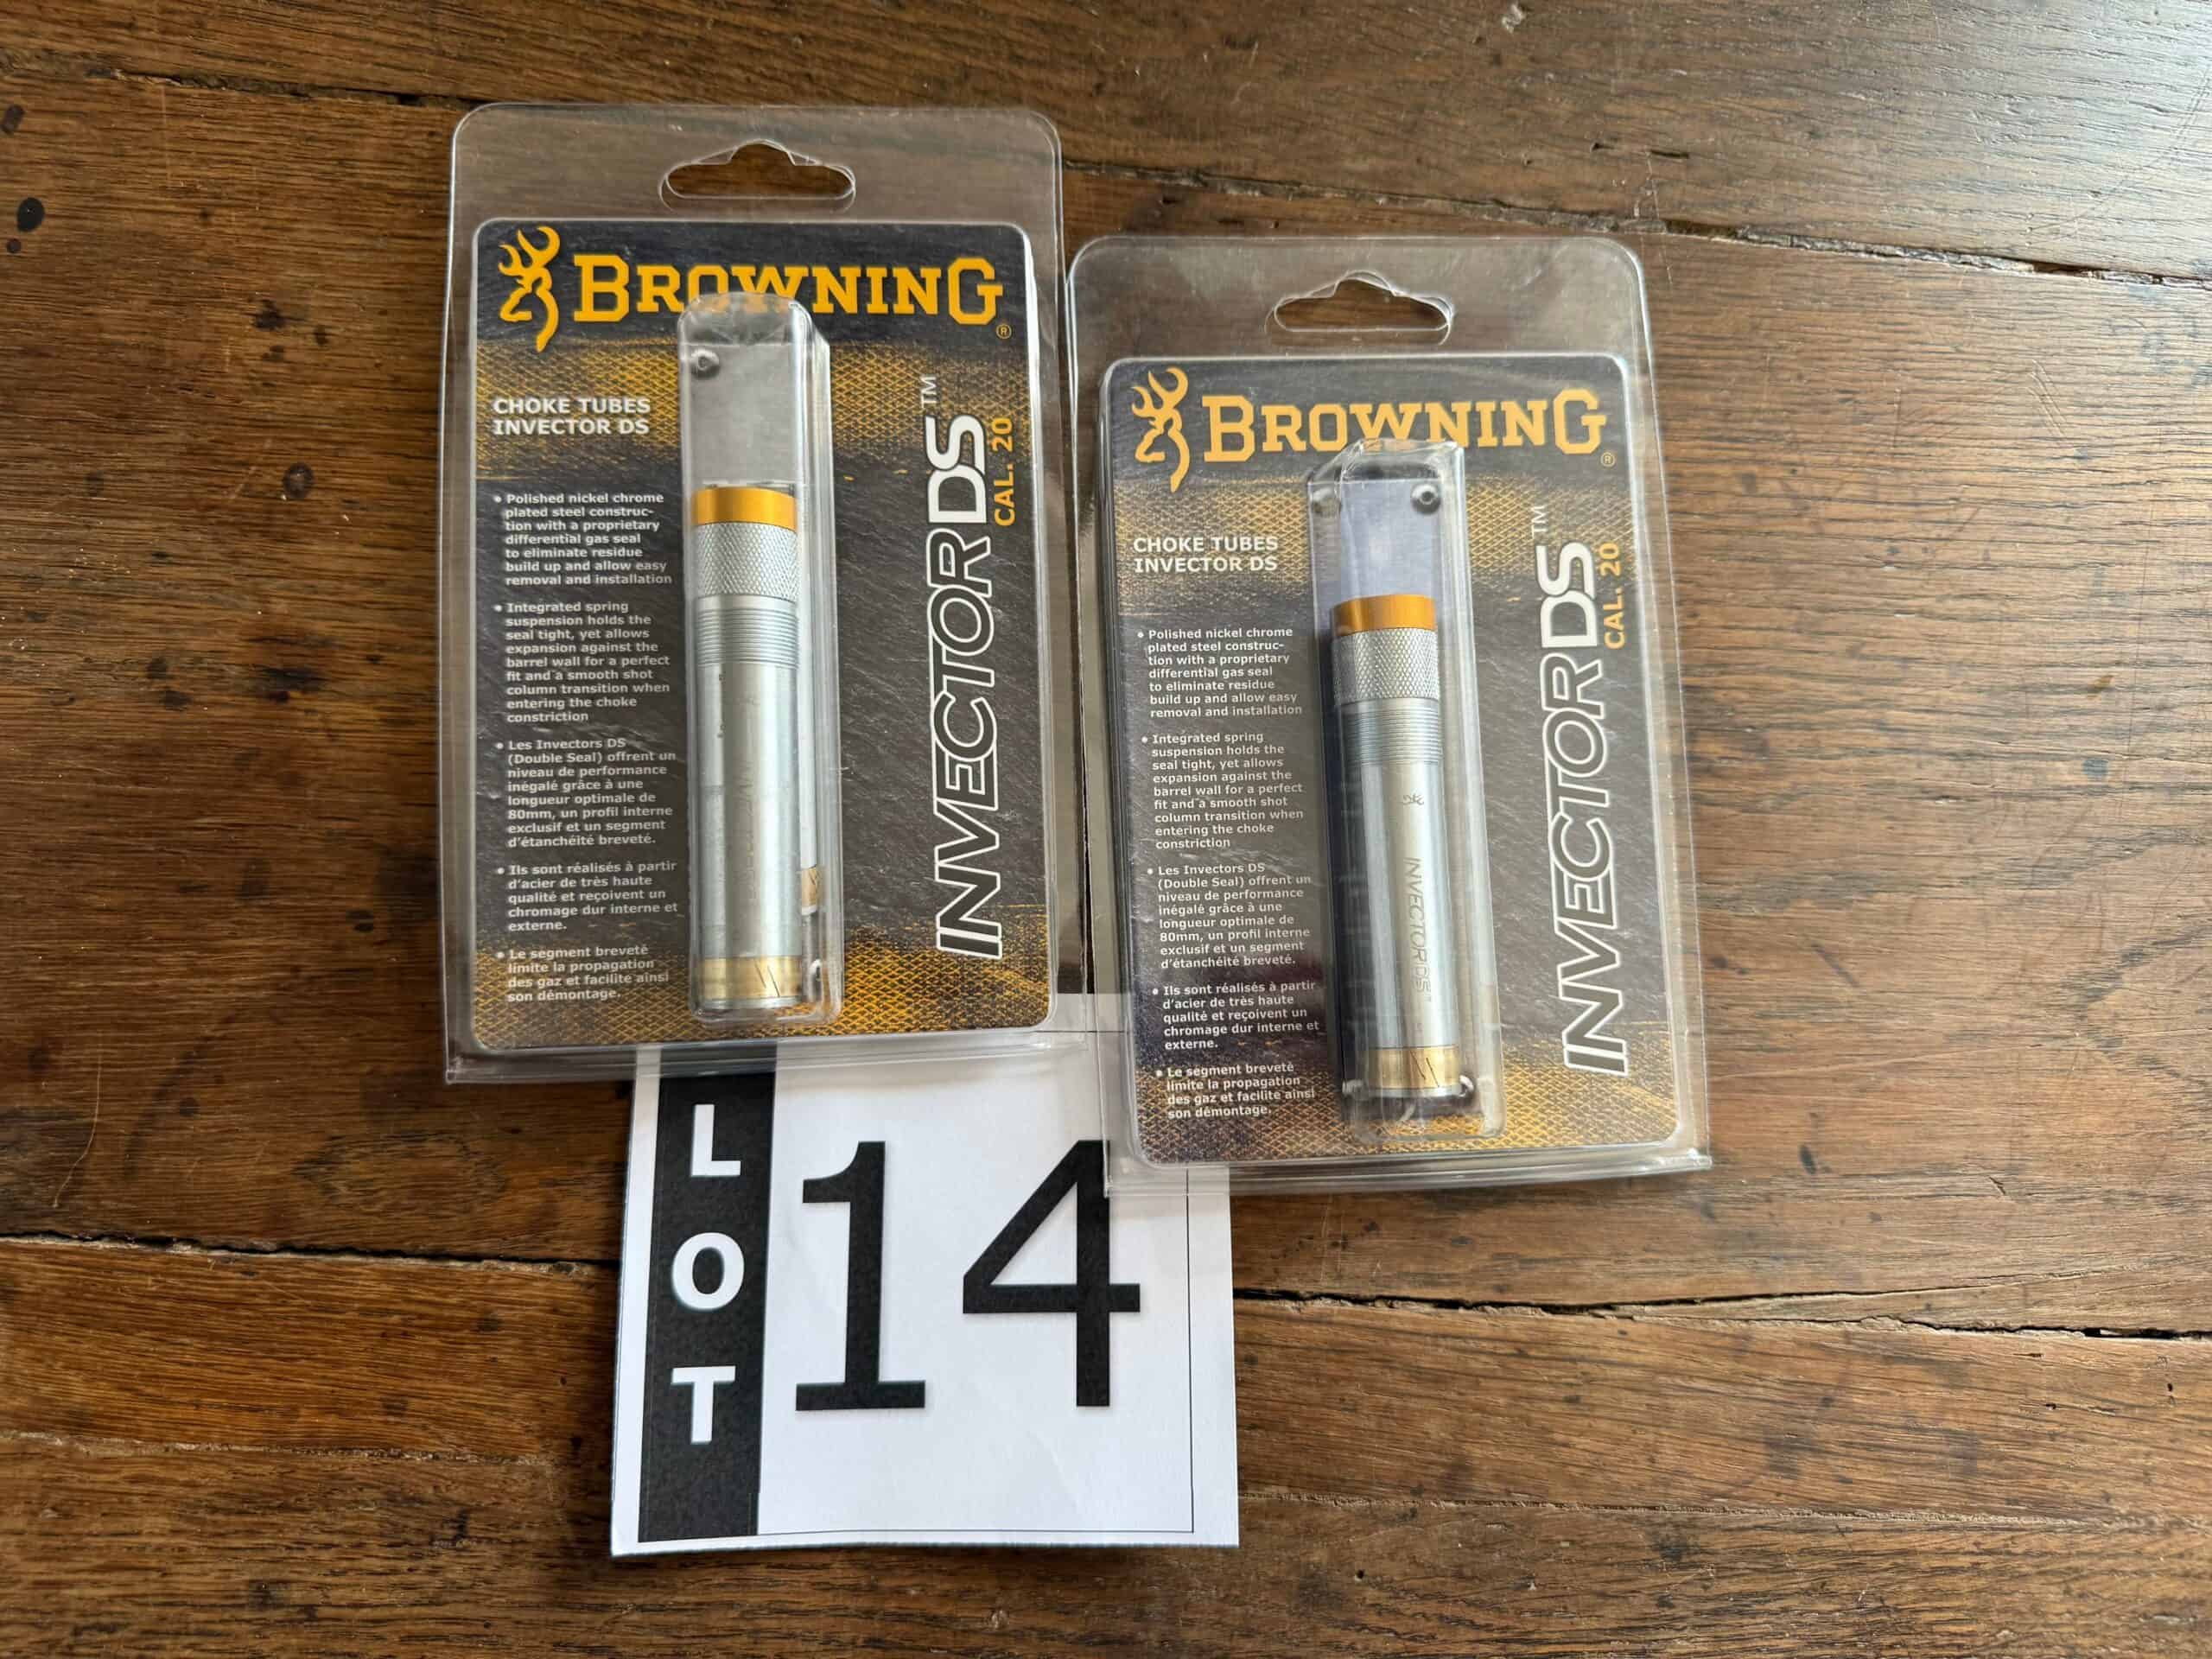 BROWNING®
CHOKE TUBES
INVECTOR DS
• Polished nickel chrome
plated steel construc-
tion with a proprietary
differential gas seal
to eliminate residue
build up and allow easy
removal and installation
• Integrated spring
suspension holds the
seal tight, yet allows
expansion against the
barrel wall for a perfect
fit and a smooth shot
column transition when
entering the choke
constriction
• Les Invectors DS
(Double Seal) offrent un
niveau de performance
inégalé grâce à une
longueur optimale de
80mm, un profil interne
exclusif et un segment
d'étanchéité breveté.
• Ils sont réalisés à partir
d'acier de très haute
qualité et reçoivent un
chromage dur interne et
externe.
• Le segment breveté
limite la propagation
des gaz et facilite ainsi
son démontage.
INVECTOR DS™
CAL. 20
BROWNING®
CHOKE TUBES
INVECTOR DS
• Polished nickel chrome
plated steel construc-
tion with a proprietary
differential gas seal
to eliminate residue
build up and allow easy
removal and installation
• Integrated spring
suspension holds the
seal tight, yet allows
expansion against the
barrel wall for a perfect
fit and a smooth shot
column transition when
entering the choke
constriction
• Les Invectors DS
(Double Seal) offrent un
niveau de performance
inégalé grâce à une
longueur optimale de
80mm, un profil interne
exclusif et un segment
d'étanchéité breveté.
• Ils sont réalisés à partir
d'acier de très haute
qualité et reçoivent un
chromage dur interne et
externe.
• Le segment breveté
limite la propagation
des gaz et facilite ainsi
son démontage.
INVECTOR DS™
INVECTOR DS™
CAL. 20
LOT
14